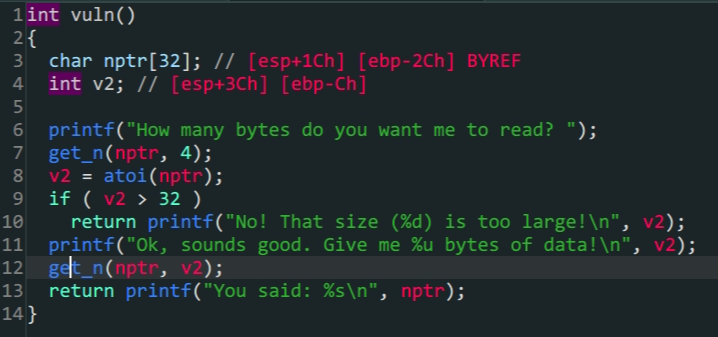 1 int vuln()
2 {
3   char nptr[32]; // [esp+1Ch] [ebp-2Ch] BYREF
4   int v2; // [esp+3Ch] [ebp-Ch]
5
6   printf("How many bytes do you want me to read? ");
7   get_n(nptr, 4);
8   v2 = atoi(nptr);
9   if ( v2 > 32 )
10     return printf("No! That size (%d) is too large!\n", v2);
11   printf("Ok, sounds good. Give me %u bytes of data!\n", v2);
12   get_n(nptr, v2);
13   return printf("You said: %s\n", nptr);
14 }